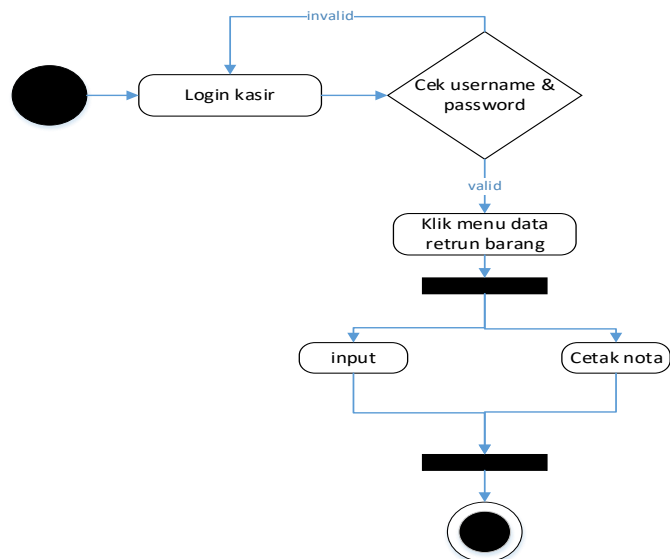 invalid
Login kasir
Cek username &
password
valid
Klik menu data
retrun barang
input
Cetak nota